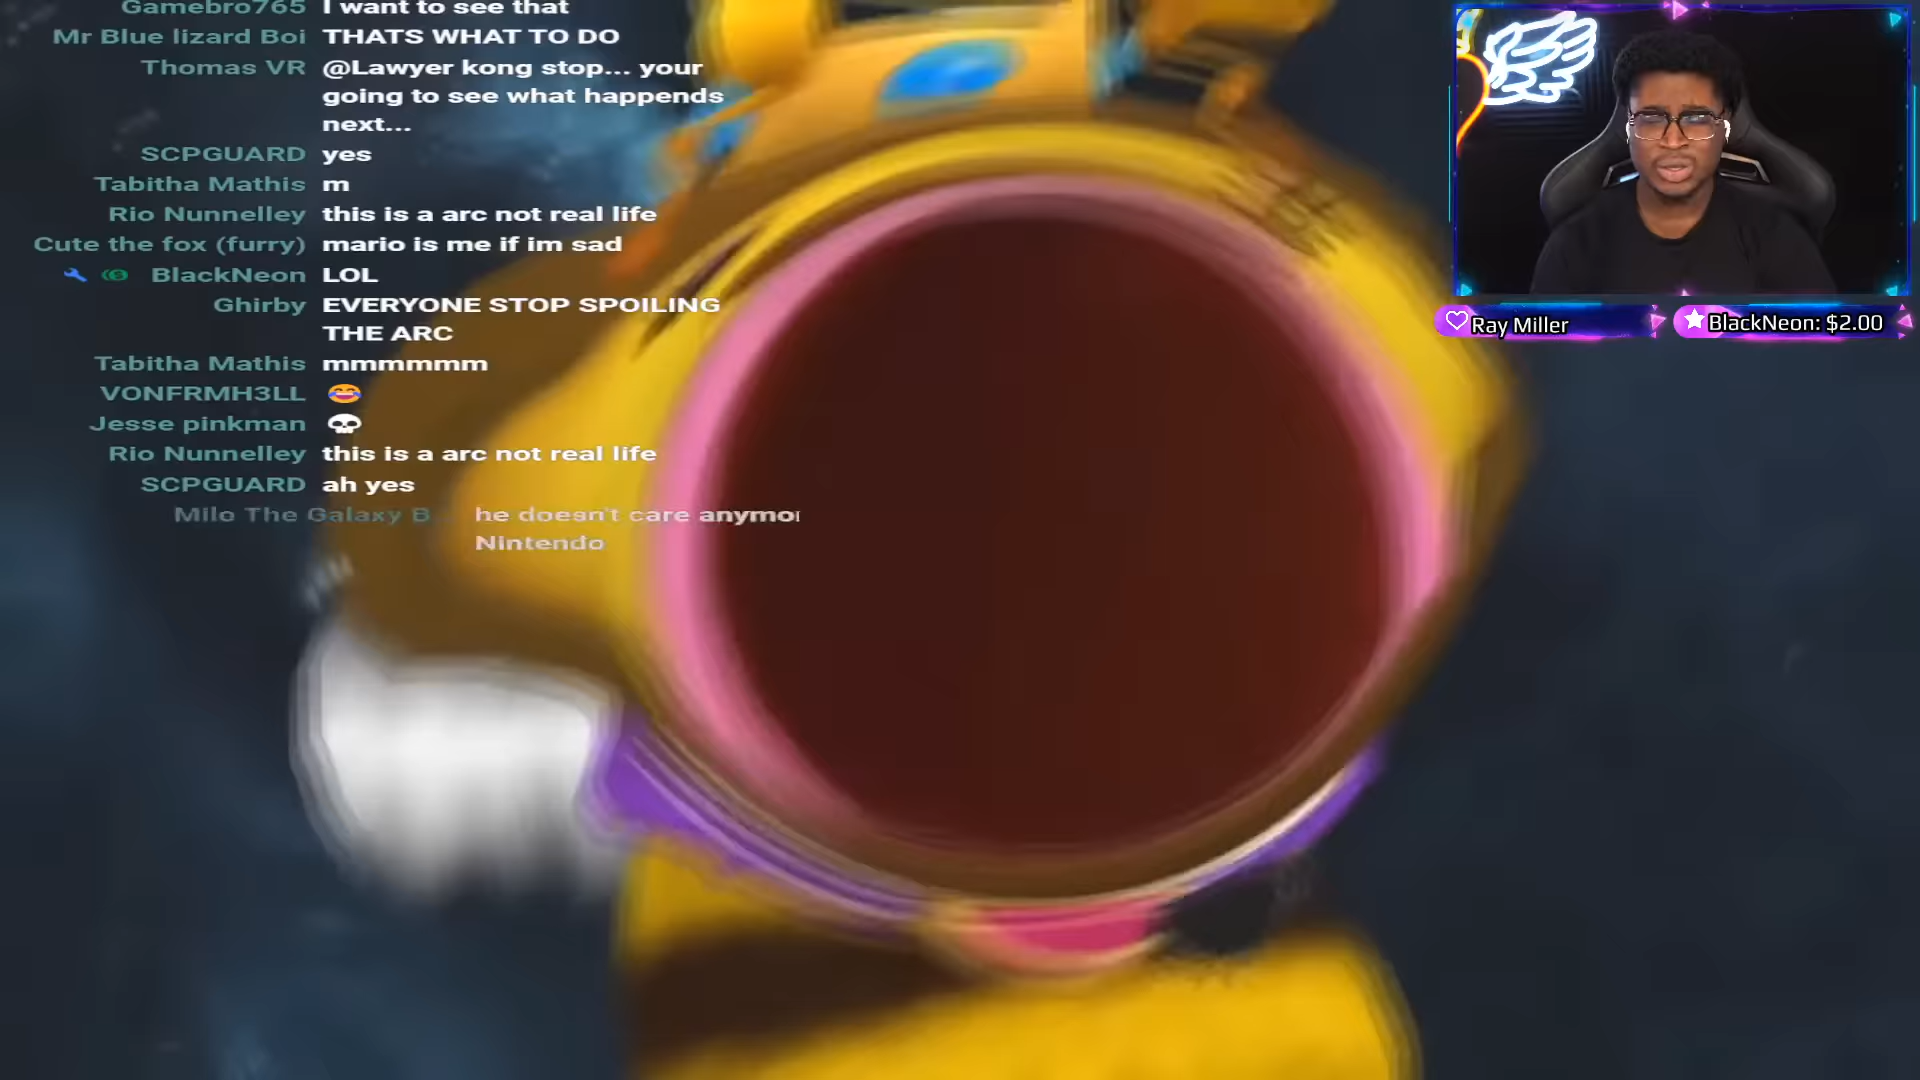 Gamebro765 I want to see that
Mr Blue lizard Boi THATS WHAT TO DO
Thomas VR @Lawyer kong stop... your
going to see what happends
next...
SCPGUARD yes
Tabitha Mathis m
Rio Nunnelley this is a arc not real life
Cute the fox (furry) mario is me if im sad
BlackNeon LOL
Ghirby EVERYONE STOP SPOILING
THE ARC
Tabitha Mathis mmmmmm
VONFRMH3LL 😂
Jesse pinkman 💀
Rio Nunnelley this is a arc not real life
SCPGUARD ah yes
Milo The Galaxy B he doesn't care
Nintendo
Ray Miller
BlackNeon: $2.00